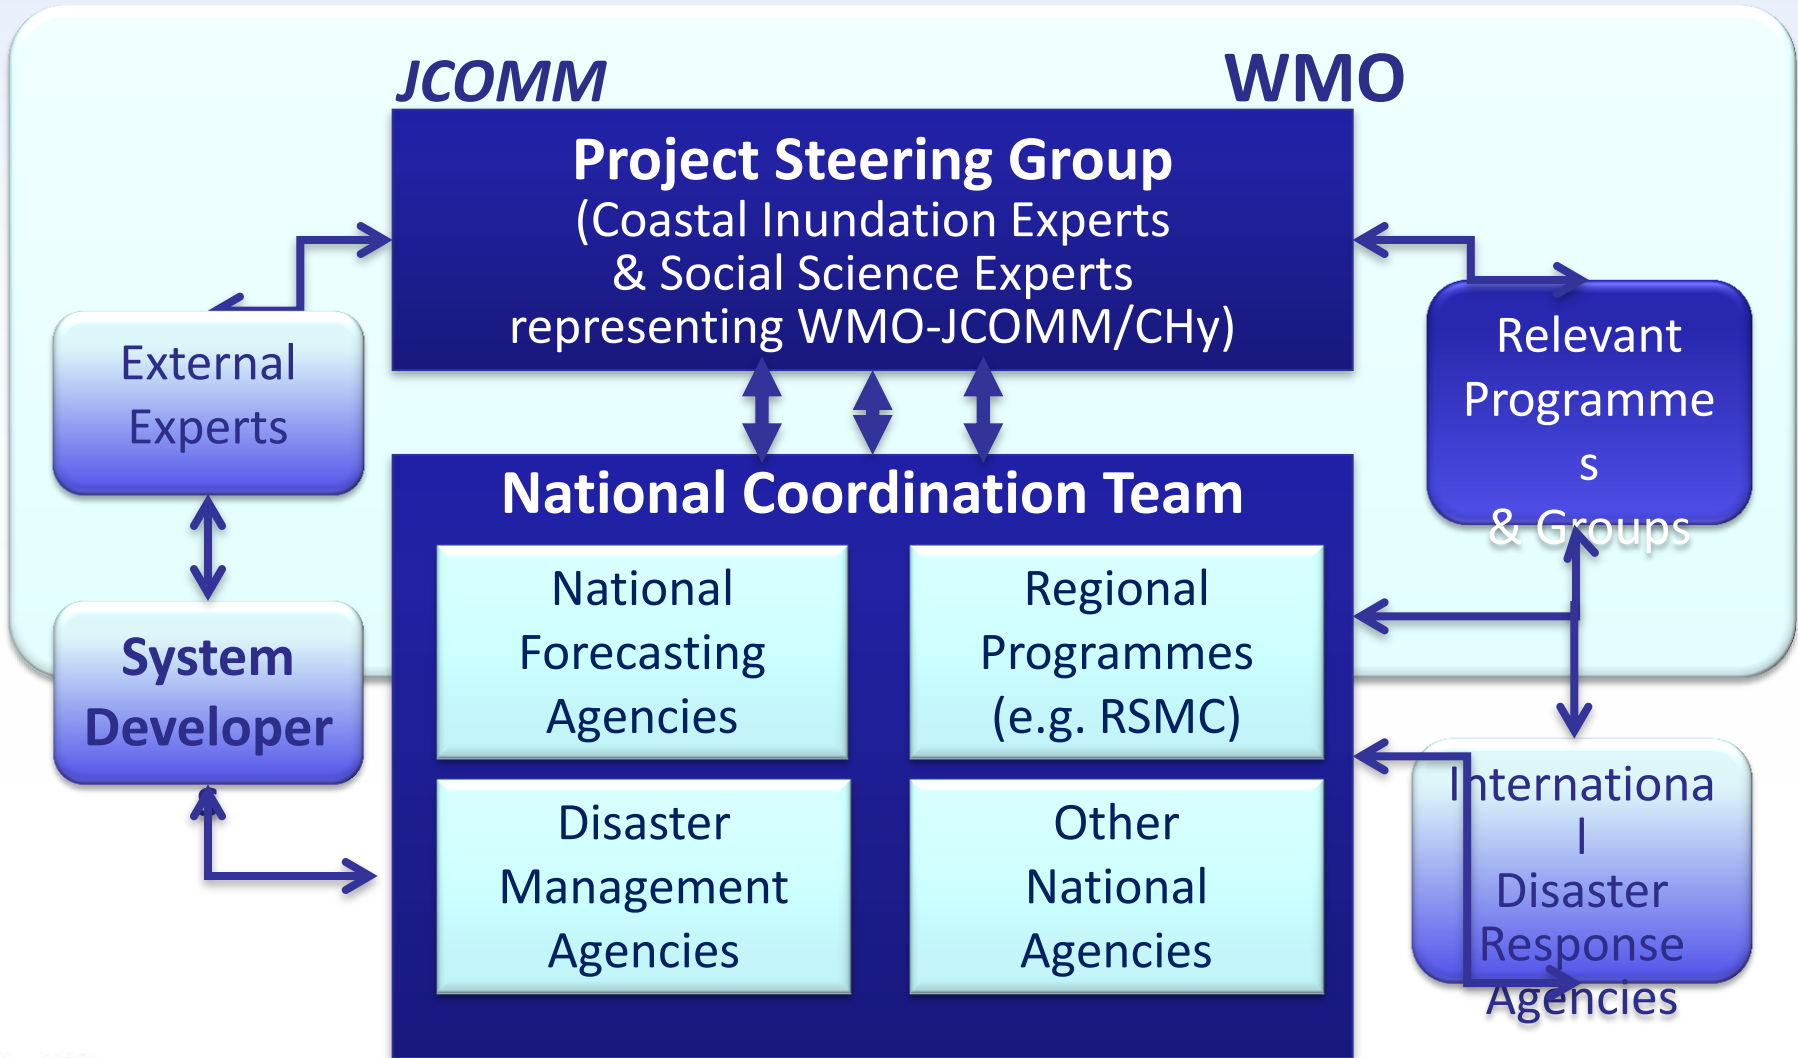 JCOMM
WMO
Project Steering Group
(Coastal Inundation Experts
& Social Science Experts
representing WMO-JCOMM/CHy)
External
Experts
Relevant
Programme
s
& Groups
National Coordination Team
National
Forecasting
Agencies
Regional
Programmes
(e.g. RSMC)
System
Developer
s
Disaster
Management
Agencies
Other
National
Agencies
Internationa
l
Disaster
Response
Agencies